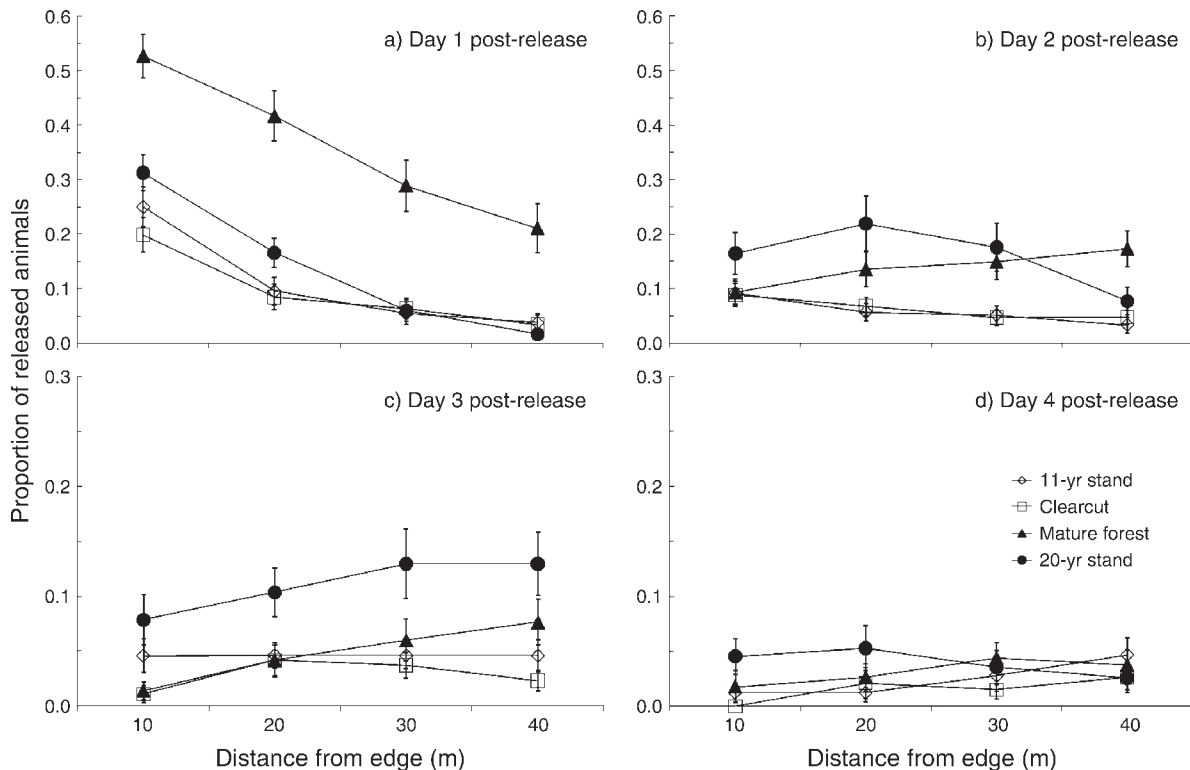 Proportion of released animals
0.6
0.5
0.4
0.3
0.2
0.1
0.0
a) Day 1 post-release
0.6
0.5
0.4
0.3
0.2
0.1
0.0
b) Day 2 post-release
0.3
0.2
0.1
0.0
c) Day 3 post-release
10 20 30 40
Distance from edge (m)
0.3
0.2
0.1
0.0
d) Day 4 post-release
11-yr stand
Clearcut
Mature forest
20-yr stand
10 20 30 40
Distance from edge (m)